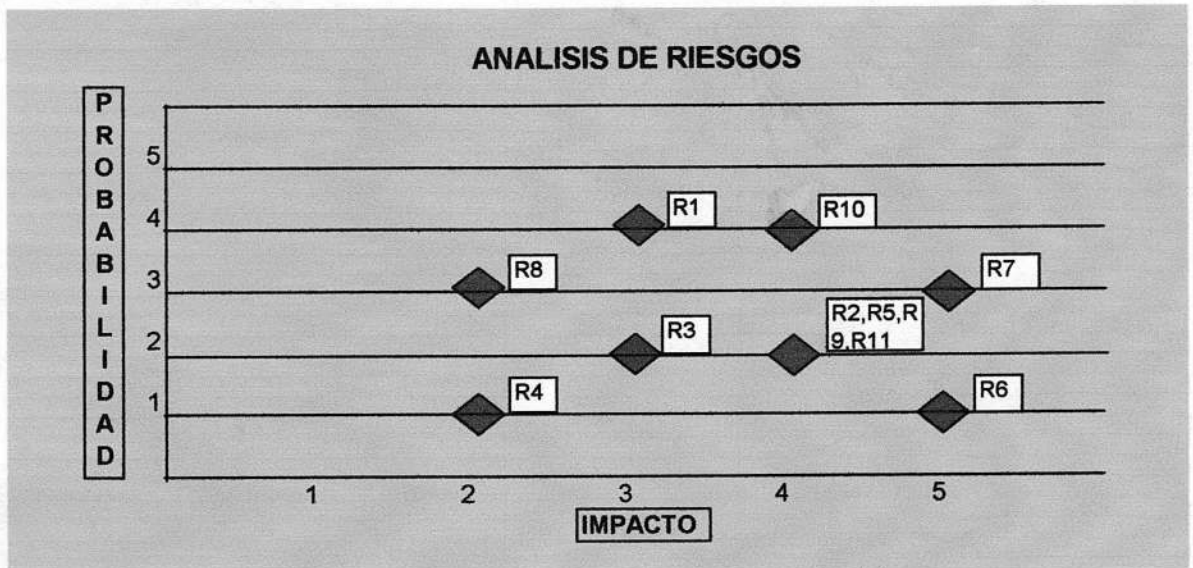 ANALISIS DE RIESGOS
PROBABILIDAD
5
4
3
2
1
R1
R10
R8
R7
R2,R5,R
9,R11
R3
R4
R6
1 2 3 4 5
IMPACTO